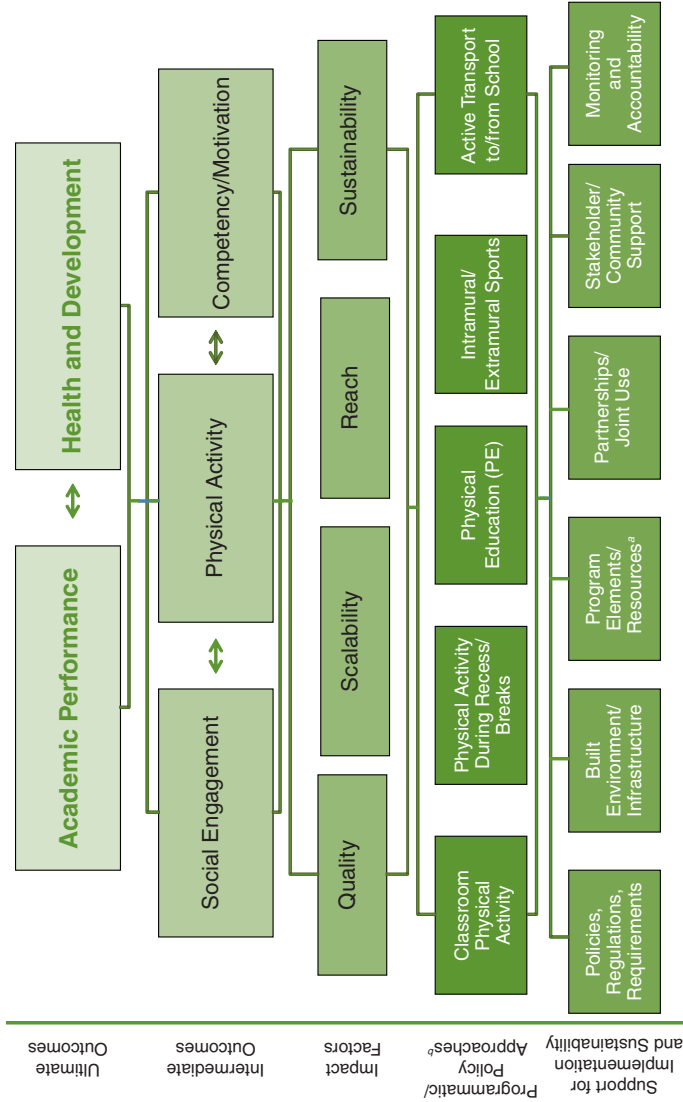 Ultimate
Outcomes
Academic Performance
Health and Development
Intermediate
Outcomes
Social Engagement
Physical Activity
Competency/Motivation
Impact
Factors
Quality
Scalability
Reach
Sustainability
Programmatic/
Policy
Approachesᵇ
Classroom
Physical
Activity
Physical Activity
During Recess/
Breaks
Physical
Education (PE)
Intramural/
Extramural Sports
Active Transport
to/from School
Support for
Implementation
and Sustainability
Policies,
Regulations,
Requirements
Built
Environment/
Infrastructure
Program
Elements/
Resourcesᵃ
Partnerships/
Joint Use
Stakeholder/
Community
Support
Monitoring
and
Accountability